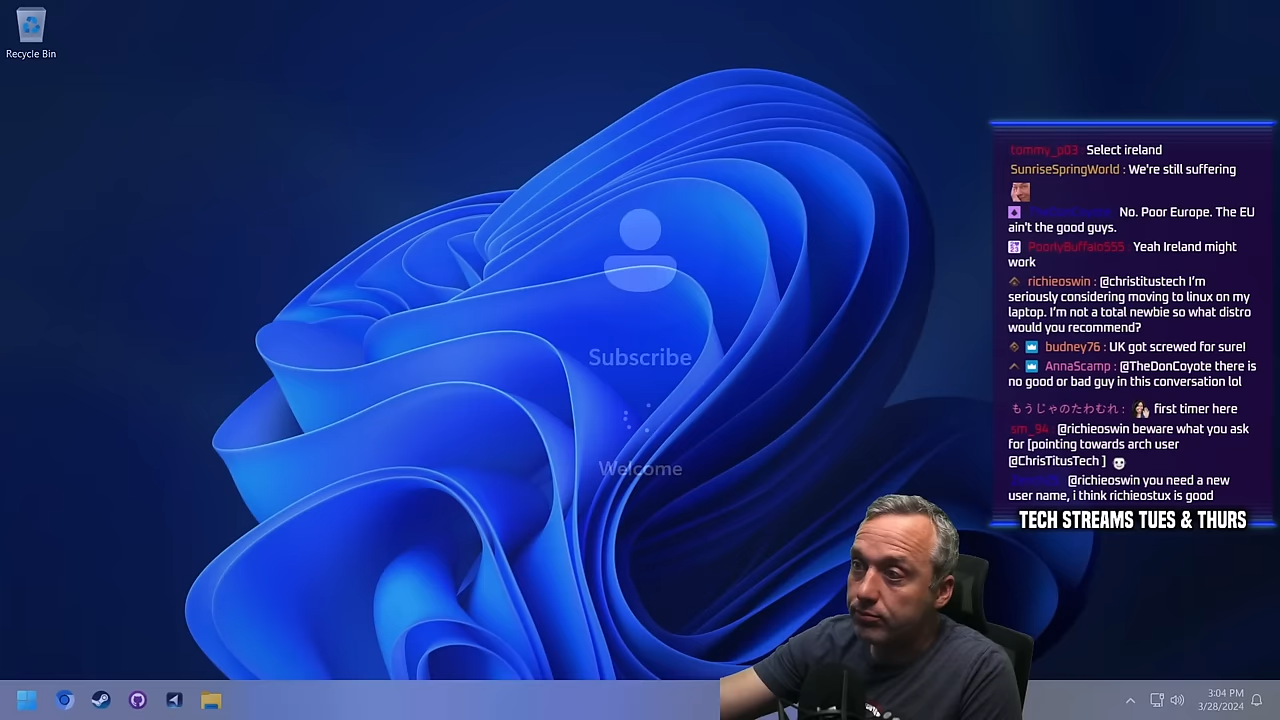 Recycle Bin
tommy_p03 : Select ireland
SunriseSpringWorld : We're still suffering
No. Poor Europe. The EU
ain't the good guys.
PoorlyBuffalo555 : Yeah Ireland might
work
richieoswin : @christitustech I'm
seriously considering moving to linux on my
laptop. I'm not a total newbie so what distro
would you recommend?
budney76 : UK got screwed for sure!
AnnaScamp : @TheDonCoyote there is
no good or bad guy in this conversation lol
もうじゃのたわむれ : first timer here
sm_94 : @richieoswin beware what you ask
for [pointing towards arch user
@ChrisTitusTech ]
@richieoswin you need a new
user name, i think richieostux is good
TECH STREAMS TUES & THURS
Subscribe
Welcome
3:04 PM
3/28/2024